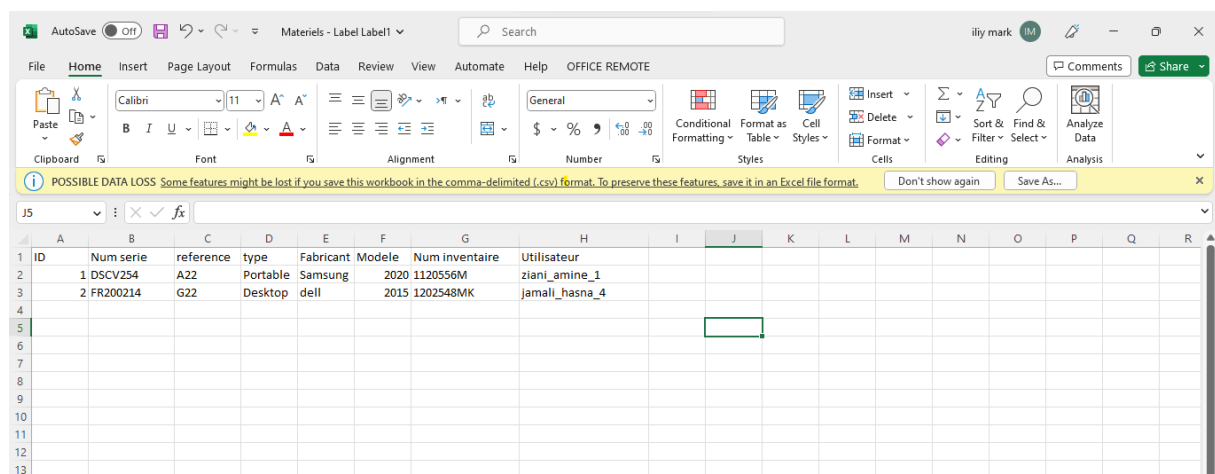 AutoSave Off Materiels - Label Label1 Search iliy mark IM
File Home Insert Page Layout Formulas Data Review View Automate Help OFFICE REMOTE Comments Share
Paste
Clipboard
Calibri 11 A^ A˅
B I U A
Font
ab
Alignment
General
$ % 9 .00 .0
Number
Conditional Formatting Format as Table Cell Styles
Styles
Insert
Delete
Format
Cells
Sort & Filter Find & Select
Editing
Analyze Data
Analysis
POSSIBLE DATA LOSS Some features might be lost if you save this workbook in the comma-delimited (.csv) format. To preserve these features, save it in an Excel file format. Don't show again Save As...
J5 fx
A B C D E F G H I J K L M N O P Q R
1 ID Num serie reference type Fabricant Modele Num inventaire Utilisateur
2 1 DSCV254 A22 Portable Samsung 2020 1120556M ziani_amine_1
3 2 FR200214 G22 Desktop dell 2015 1202548MK jamali_hasna_4
4
5
6
7
8
9
10
11
12
13